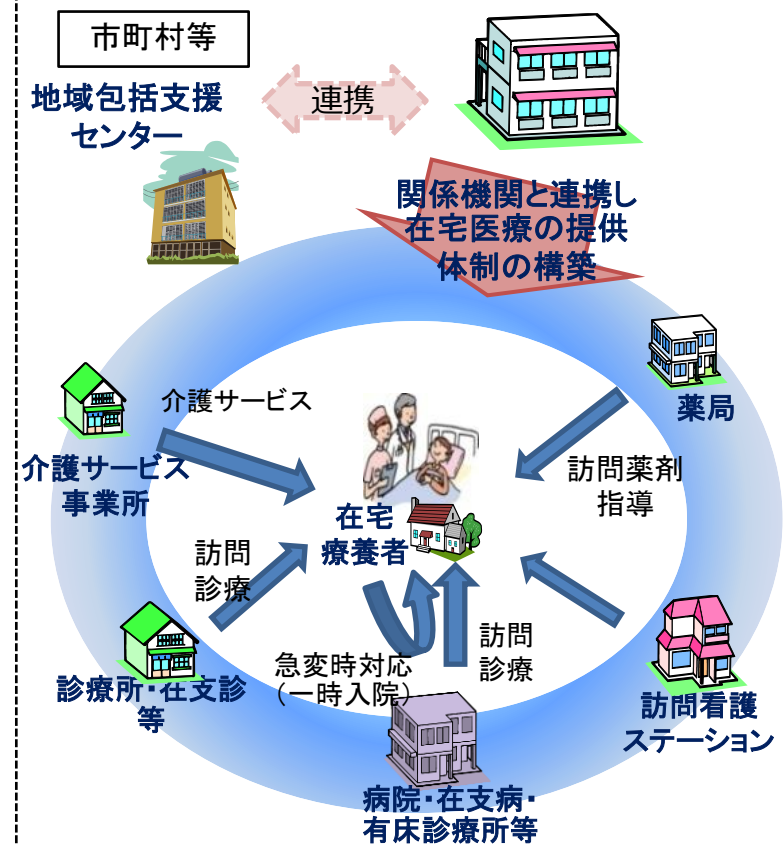 市町村等
地域包括支援
センター
連携
関係機関と連携し
在宅医療の提供
体制の構築
薬局
介護サービス
介護サービス
事業所
訪問薬剤
指導
在宅
療養者
訪問
診療
急変時対応
（一時入院）
訪問
診療
診療所・在支診
等
訪問看護
ステーション
病院・在支病・
有床診療所等